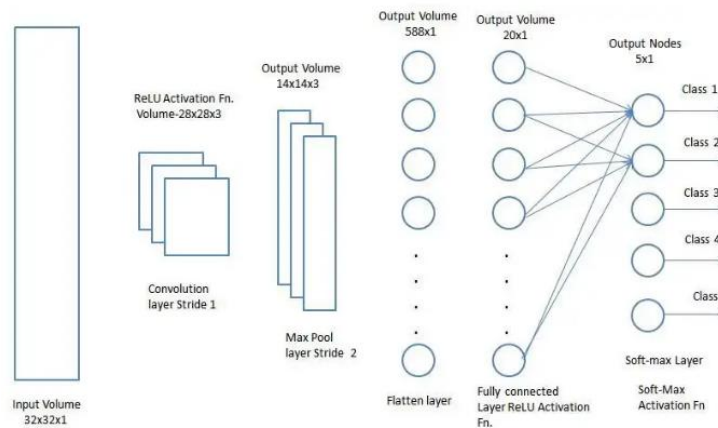 Output Volume
588x1
Output Volume
20x1
Output Nodes
5x1
Output Volume
14x14x3
ReLU Activation Fn.
Volume-28x28x3
Class 1
Class 2
Class 3
Class 4
Class
Convolution
layer Stride 1
Max Pool
layer Stride 2
Soft-max Layer
Flatten layer
Fully connected
Layer ReLU Activation
Fn.
Soft-Max
Activation Fn
Input Volume
32x32x1